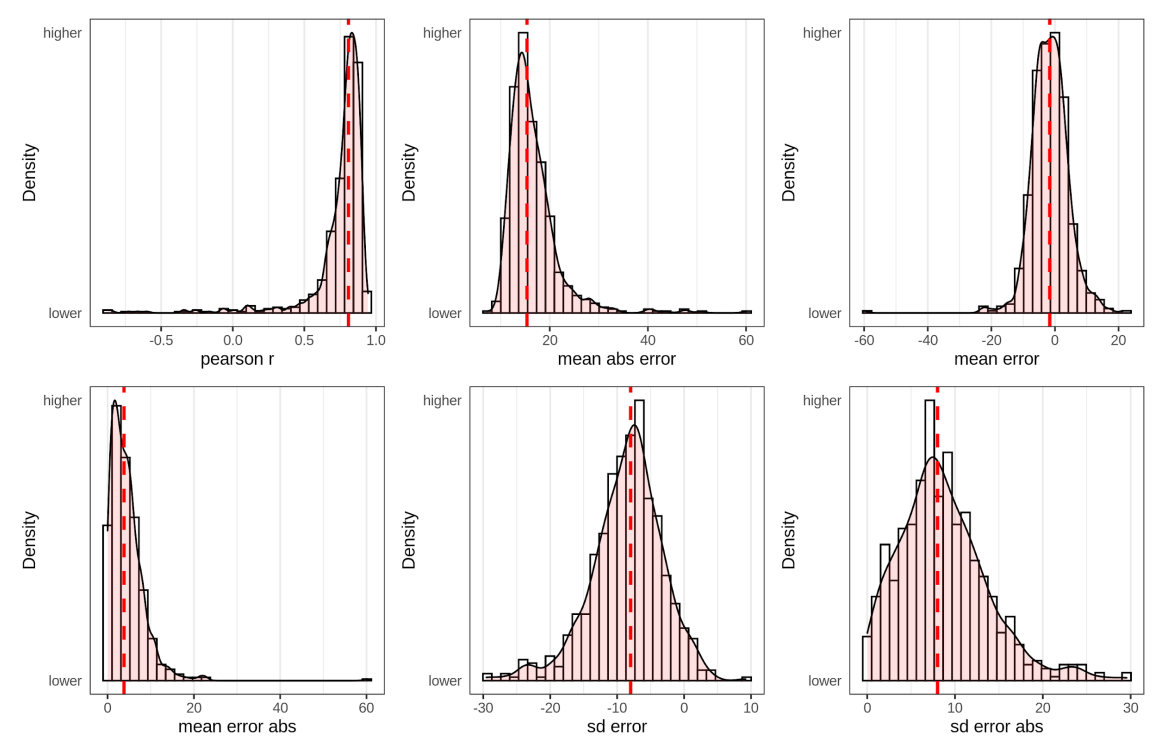 higher
Density
lower
-0.5 0.0 0.5 1.0
pearson r
higher
Density
lower
20 40 60
mean abs error
higher
Density
lower
-60 -40 -20 0 20
mean error
higher
Density
lower
0 20 40 60
mean error abs
higher
Density
lower
-30 -20 -10 0 10
sd error
higher
Density
lower
0 10 20 30
sd error abs